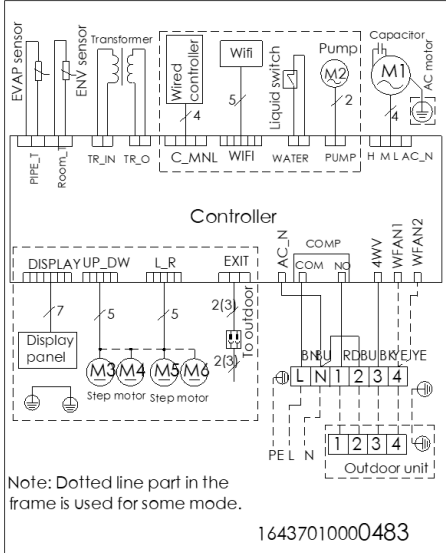 EVAP sensor
ENV sensor
Transformer
Wired controller
Wifi
Liquid switch
Pump
M2
Capacitor
M1
AC motor
4
5
2
4
PIPE_T
Room_T
TR_IN
TR_O
C_MNL
WIFI
WATER
PUMP
H M L AC_N
Controller
DISPLAY
UP_DW
L_R
EXIT
AC_N
COMP
COM
NO
4WV
WFAN1
WFAN2
7
5
5
2(3)
To outdoor
2(3)
Display
panel
M3
M4
M5
M6
Step motor
Step motor
BN
BU
RD
BU
BK
YE/YE
L N 1 2 3 4
PE L N
1 2 3 4
Outdoor unit
Note: Dotted line part in the
frame is used for some mode.
16437010000483